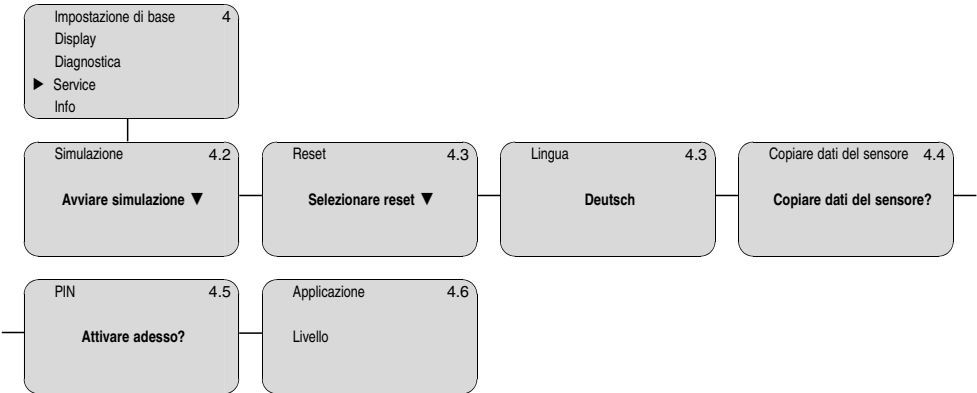 Impostazione di base 4
Display
Diagnostica
▶ Service
Info
Simulazione 4.2
Avviare simulazione ▼
Reset 4.3
Selezionare reset ▼
Lingua 4.3
Deutsch
Copiare dati del sensore 4.4
Copiare dati del sensore?
PIN 4.5
Attivare adesso?
Applicazione 4.6
Livello